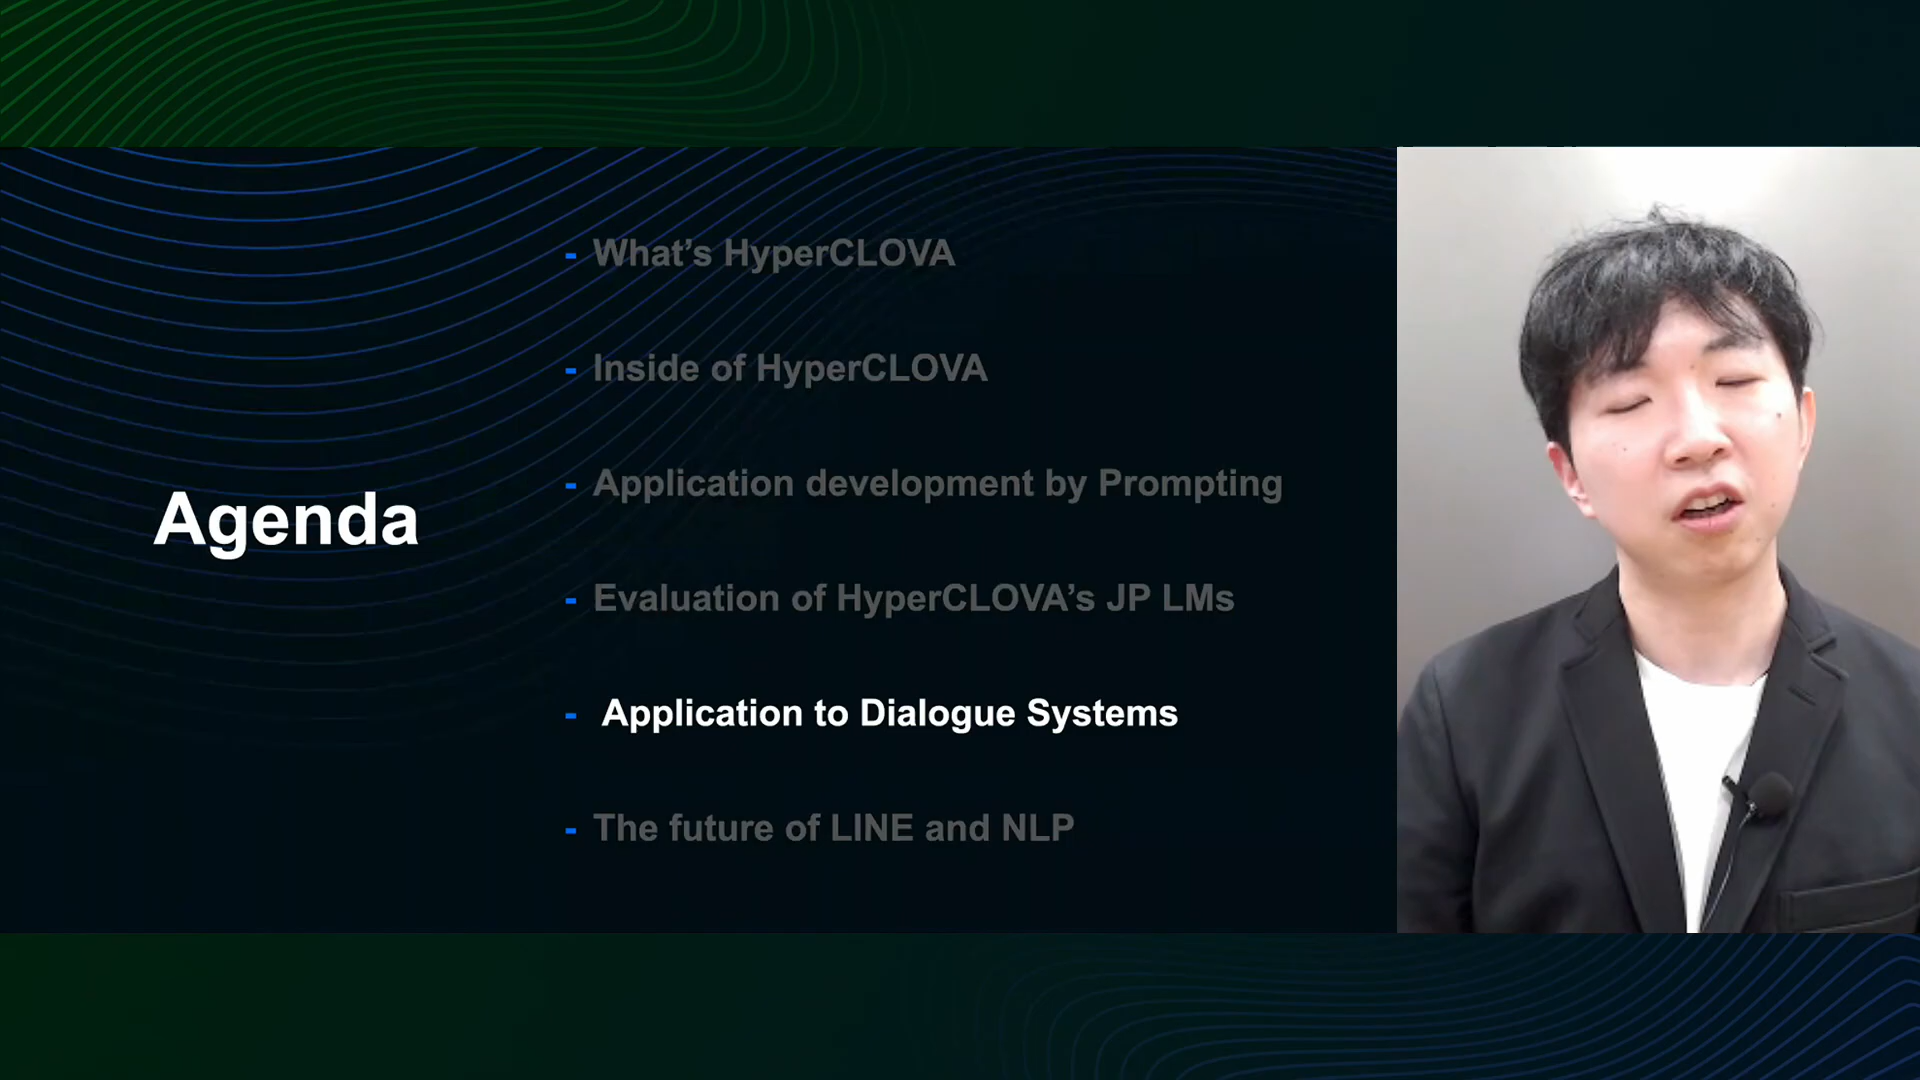 Agenda
- What’s HyperCLOVA
- Inside of HyperCLOVA
- Application development by Prompting
- Evaluation of HyperCLOVA’s JP LMs
- Application to Dialogue Systems
- The future of LINE and NLP